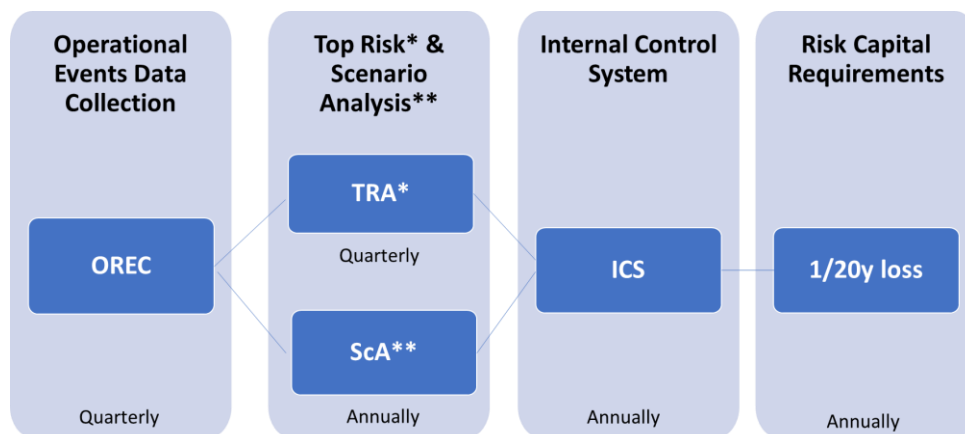 Operational
Events Data
Collection
OREC
Quarterly
Top Risk* &
Scenario
Analysis**
TRA*
Quarterly
ScA**
Annually
Internal Control
System
ICS
Annually
Risk Capital
Requirements
1/20y loss
Annually